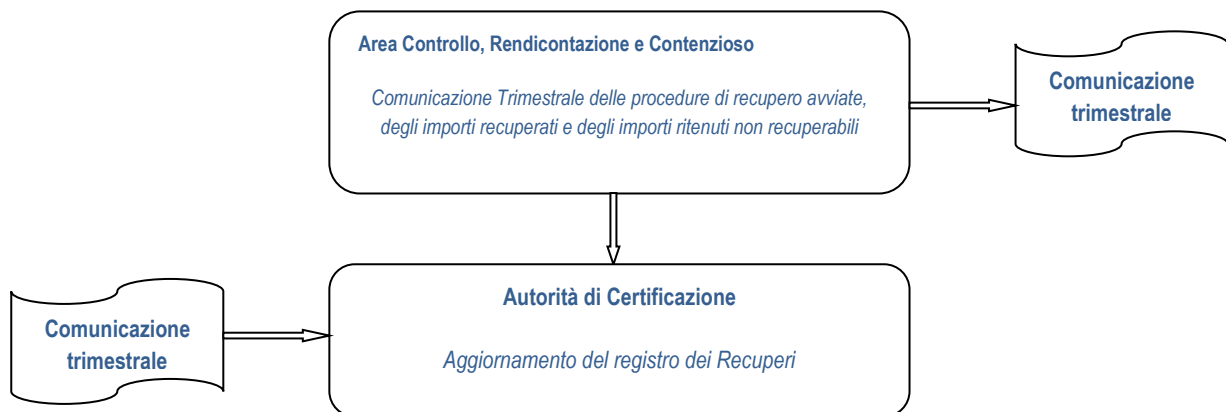 Area Controllo, Rendicontazione e Contenzioso
Comunicazione Trimestrale delle procedure di recupero avviate,
degli importi recuperati e degli importi ritenuti non recuperabili
Comunicazione
trimestrale
Autorità di Certificazione
Aggiornamento del registro dei Recuperi
Comunicazione
trimestrale